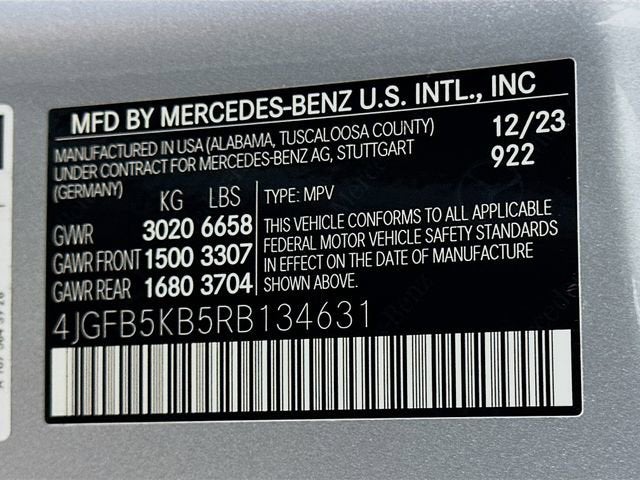 MFD BY MERCEDES-BENZ U.S. INTL., INC
MANUFACTURED IN USA (ALABAMA, TUSCALOOSA COUNTY)
UNDER CONTRACT FOR MERCEDES-BENZ AG, STUTTGART
(GERMANY)
12/23
922
KG LBS
GVWR 3020 6658
GAWR FRONT 1500 3307
GAWR REAR 1680 3704
TYPE: MPV
THIS VEHICLE CONFORMS TO ALL APPLICABLE
FEDERAL MOTOR VEHICLE SAFETY STANDARDS
IN EFFECT ON THE DATE OF MANUFACTURE
SHOWN ABOVE.
4JGFB5KB5RB134631